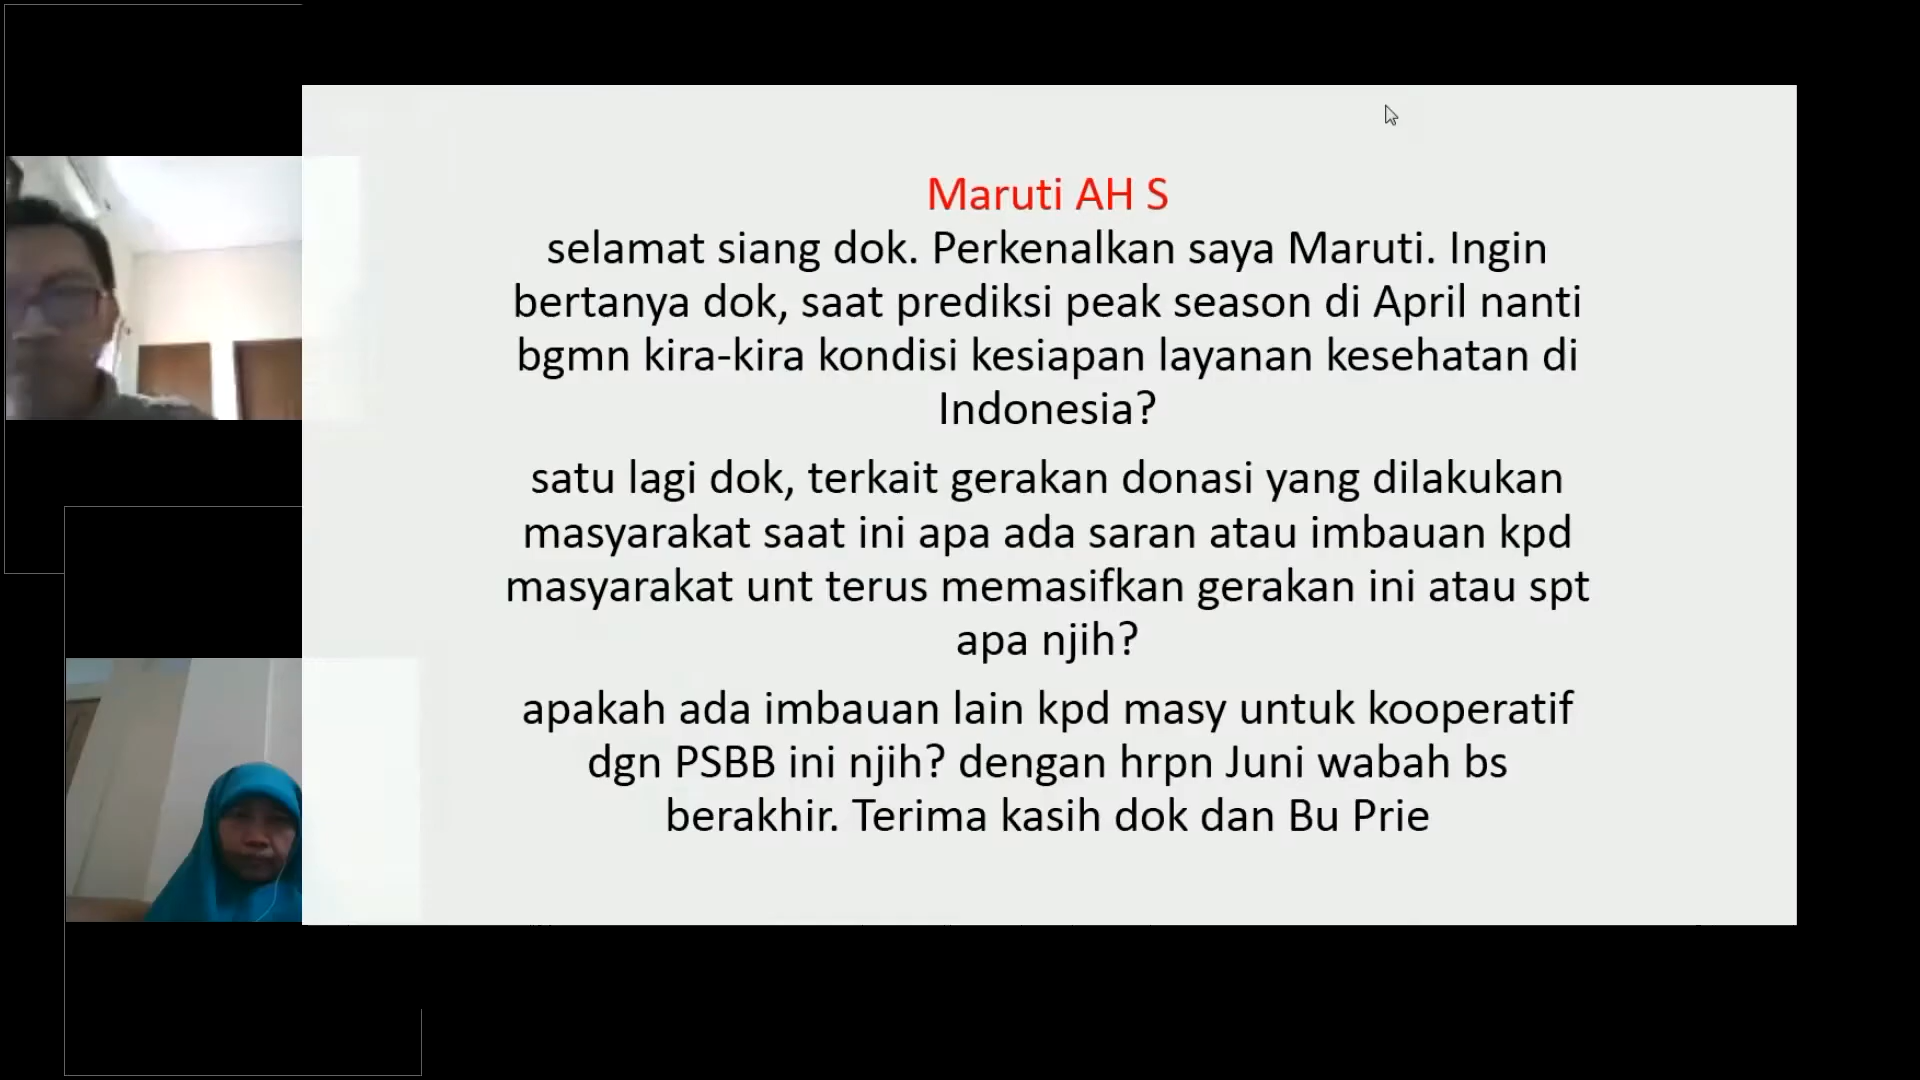 Maruti AH S
selamat siang dok. Perkenalkan saya Maruti. Ingin
bertanya dok, saat prediksi peak season di April nanti
bgmn kira-kira kondisi kesiapan layanan kesehatan di
Indonesia?
satu lagi dok, terkait gerakan donasi yang dilakukan
masyarakat saat ini apa ada saran atau imbauan kpd
masyarakat unt terus memasifkan gerakan ini atau spt
apa njih?
apakah ada imbauan lain kpd masy untuk kooperatif
dgn PSBB ini njih? dengan hrpn Juni wabah bs
berakhir. Terima kasih dok dan Bu Prie